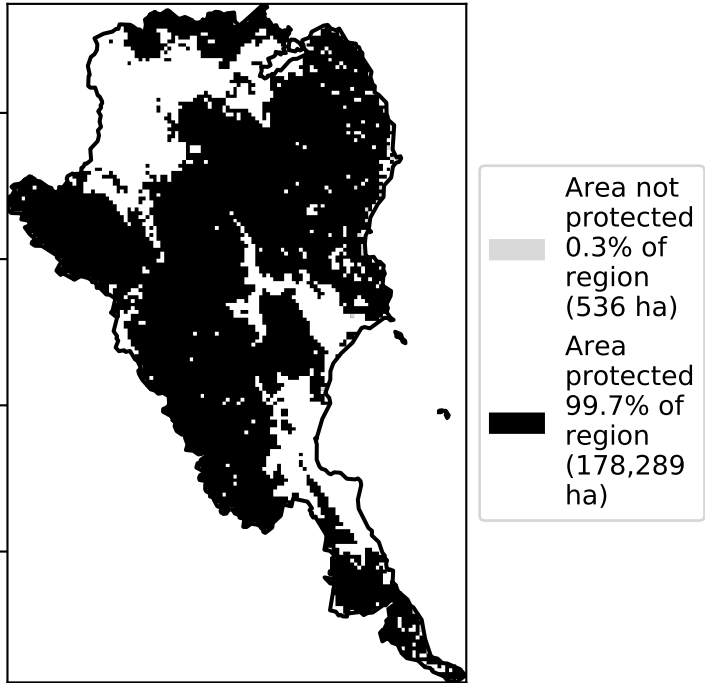 Area not
protected
0.3% of
region
(536 ha)
Area
protected
99.7% of
region
(178,289
ha)